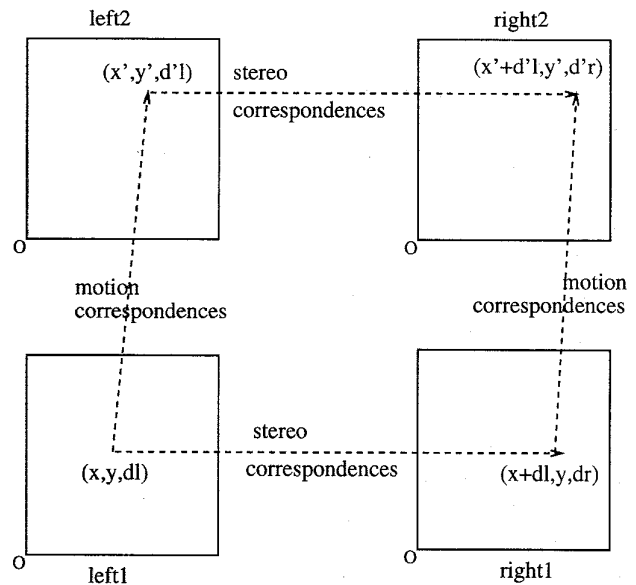 left2
right2
(x',y',d'l)
stereo
correspondences
(x'+d'l,y',d'r)
O
O
motion
correspondences
motion
correspondences
(x,y,dl)
stereo
correspondences
(x+dl,y,dr)
O
left1
O
right1